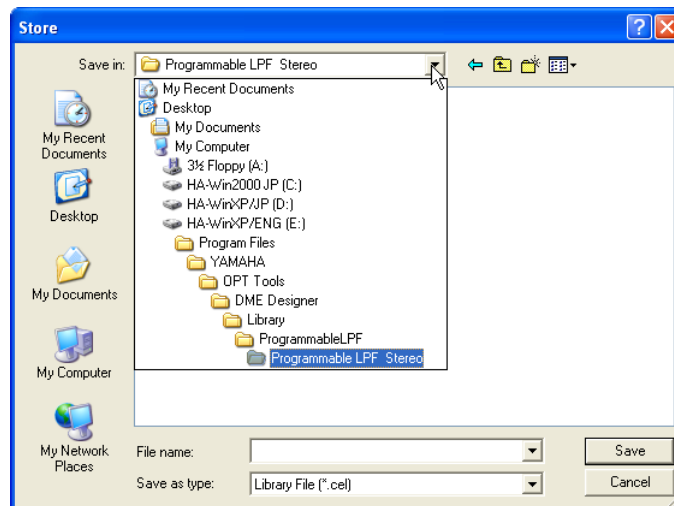 Store
Save in:
Programmable LPF  Stereo
My Recent Documents
Desktop
My Documents
My Computer
3½ Floppy (A:)
HA-Win2000 JP (C:)
HA-WinXP/JP (D:)
HA-WinXP/ENG (E:)
Program Files
YAMAHA
OPT Tools
DME Designer
Library
ProgrammableLPF
Programmable LPF  Stereo
My Recent
Documents
Desktop
My Documents
My Computer
My Network
Places
File name:
Save
Save as type:
Library File (*.cel)
Cancel